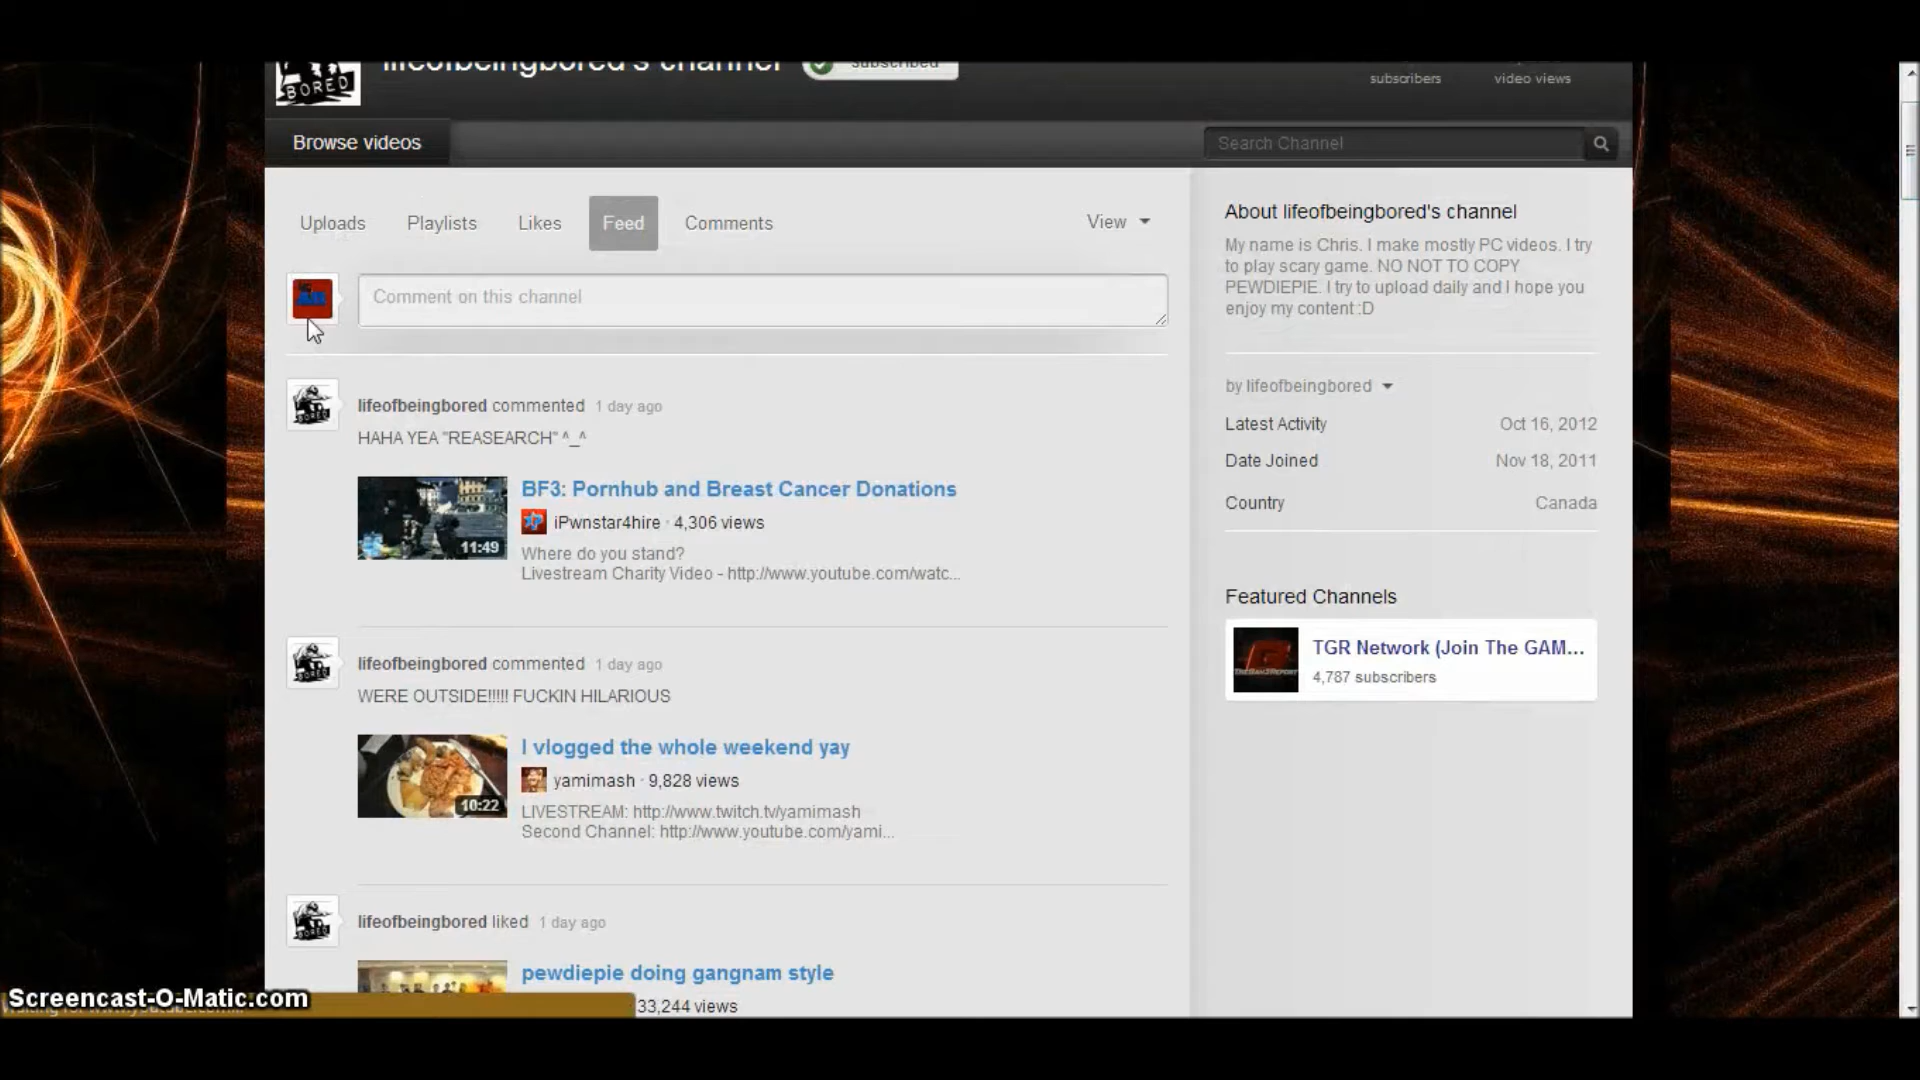 BORED
lifeofbeingbored's channel
Subscribed
subscribers
video views
Browse videos
Search Channel
Uploads
Playlists
Likes
Feed
Comments
View
Comment on this channel
lifeofbeingbored commented 1 day ago
HAHA YEA "REASEARCH" ^_^
BF3: Pornhub and Breast Cancer Donations
iPwnstar4hire · 4,306 views
11:49
Where do you stand?
Livestream Charity Video - http://www.youtube.com/watc...
lifeofbeingbored commented 1 day ago
WERE OUTSIDE!!!!! FUCKIN HILARIOUS
I vlogged the whole weekend yay
yamimash · 9,828 views
10:22
LIVESTREAM: http://www.twitch.tv/yamimash
Second Channel: http://www.youtube.com/yami...
lifeofbeingbored liked 1 day ago
pewdiepie doing gangnam style
33,244 views
About lifeofbeingbored's channel
My name is Chris. I make mostly PC videos. I try
to play scary game. NO NOT TO COPY
PEWDIEPIE. I try to upload daily and I hope you
enjoy my content :D
by lifeofbeingbored
Latest Activity Oct 16, 2012
Date Joined Nov 18, 2011
Country Canada
Featured Channels
TGR Network (Join The GAM...
4,787 subscribers
Screencast-O-Matic.com